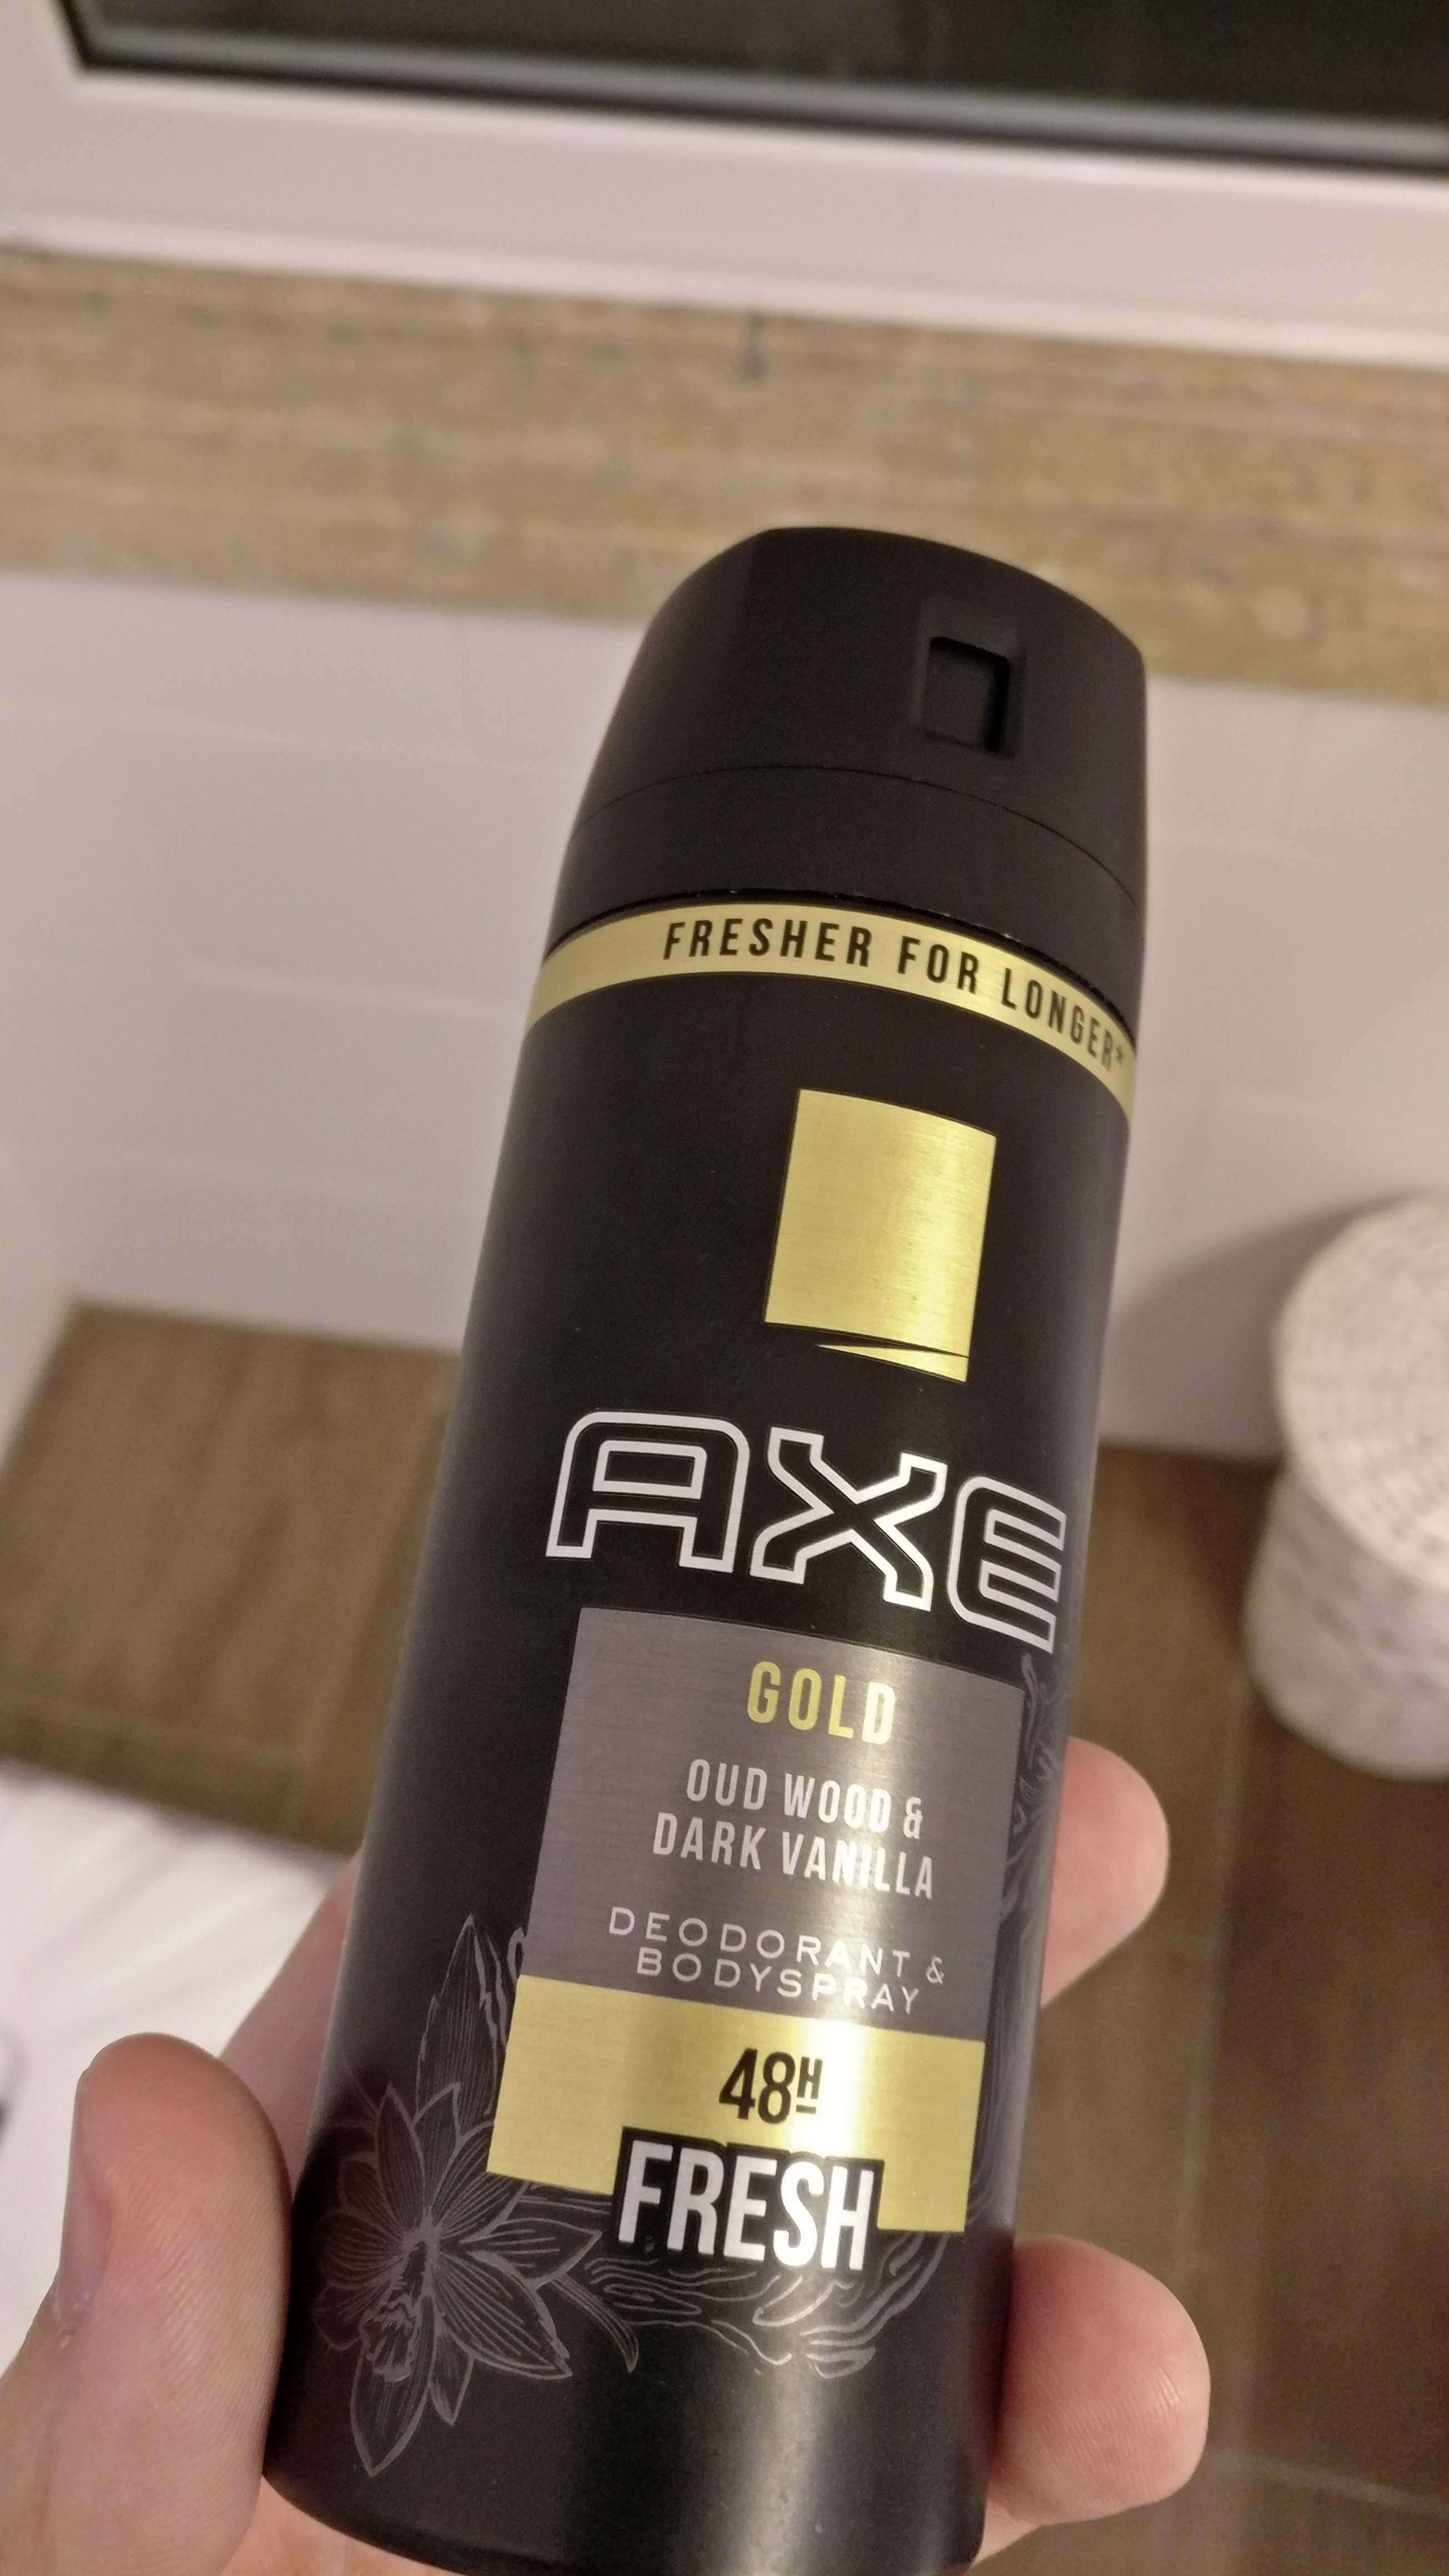 FRESHER FOR LONGER*
AXE
GOLD
OUD WOOD &
DARK VANILLA
DEODORANT &
BODYSPRAY
48H
FRESH